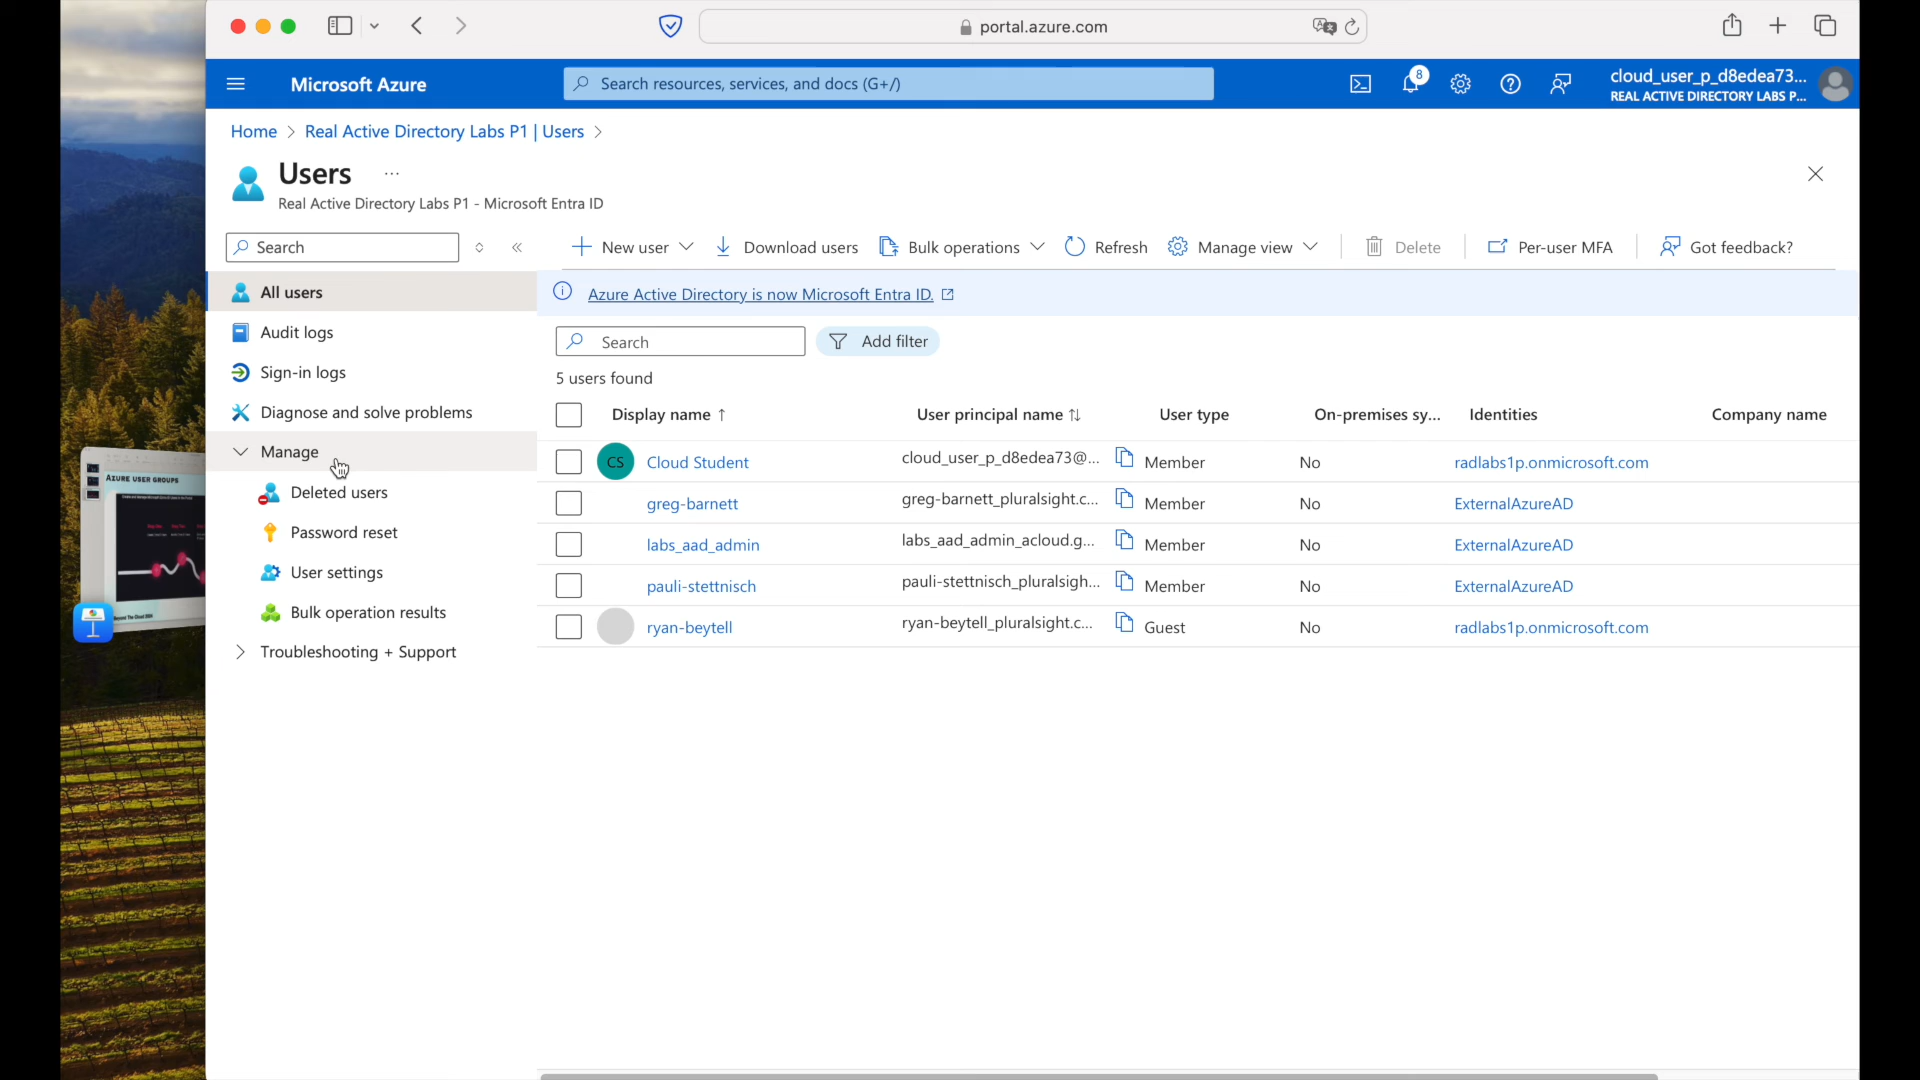 portal.azure.com
Microsoft Azure
Search resources, services, and docs (G+/)
8
cloud_user_p_d8edea73...
REAL ACTIVE DIRECTORY LABS P...
Home > Real Active Directory Labs P1 | Users >
Users ...
Real Active Directory Labs P1 - Microsoft Entra ID
Search
New user
Download users
Bulk operations
Refresh
Manage view
Delete
Per-user MFA
Got feedback?
All users
Audit logs
Sign-in logs
Diagnose and solve problems
Manage
Deleted users
Password reset
User settings
Bulk operation results
Troubleshooting + Support
Azure Active Directory is now Microsoft Entra ID.
Search
Add filter
5 users found
Display name ↑ User principal name ↑↓ User type On-premises sy... Identities Company name
CS Cloud Student cloud_user_p_d8edea73@... Member No radlabs1p.onmicrosoft.com
greg-barnett greg-barnett_pluralsight.c... Member No ExternalAzureAD
labs_aad_admin labs_aad_admin_acloud.g... Member No ExternalAzureAD
pauli-stettnisch pauli-stettnisch_pluralsigh... Member No ExternalAzureAD
ryan-beytell ryan-beytell_pluralsight.c... Guest No radlabs1p.onmicrosoft.com
AZURE USER GROUPS